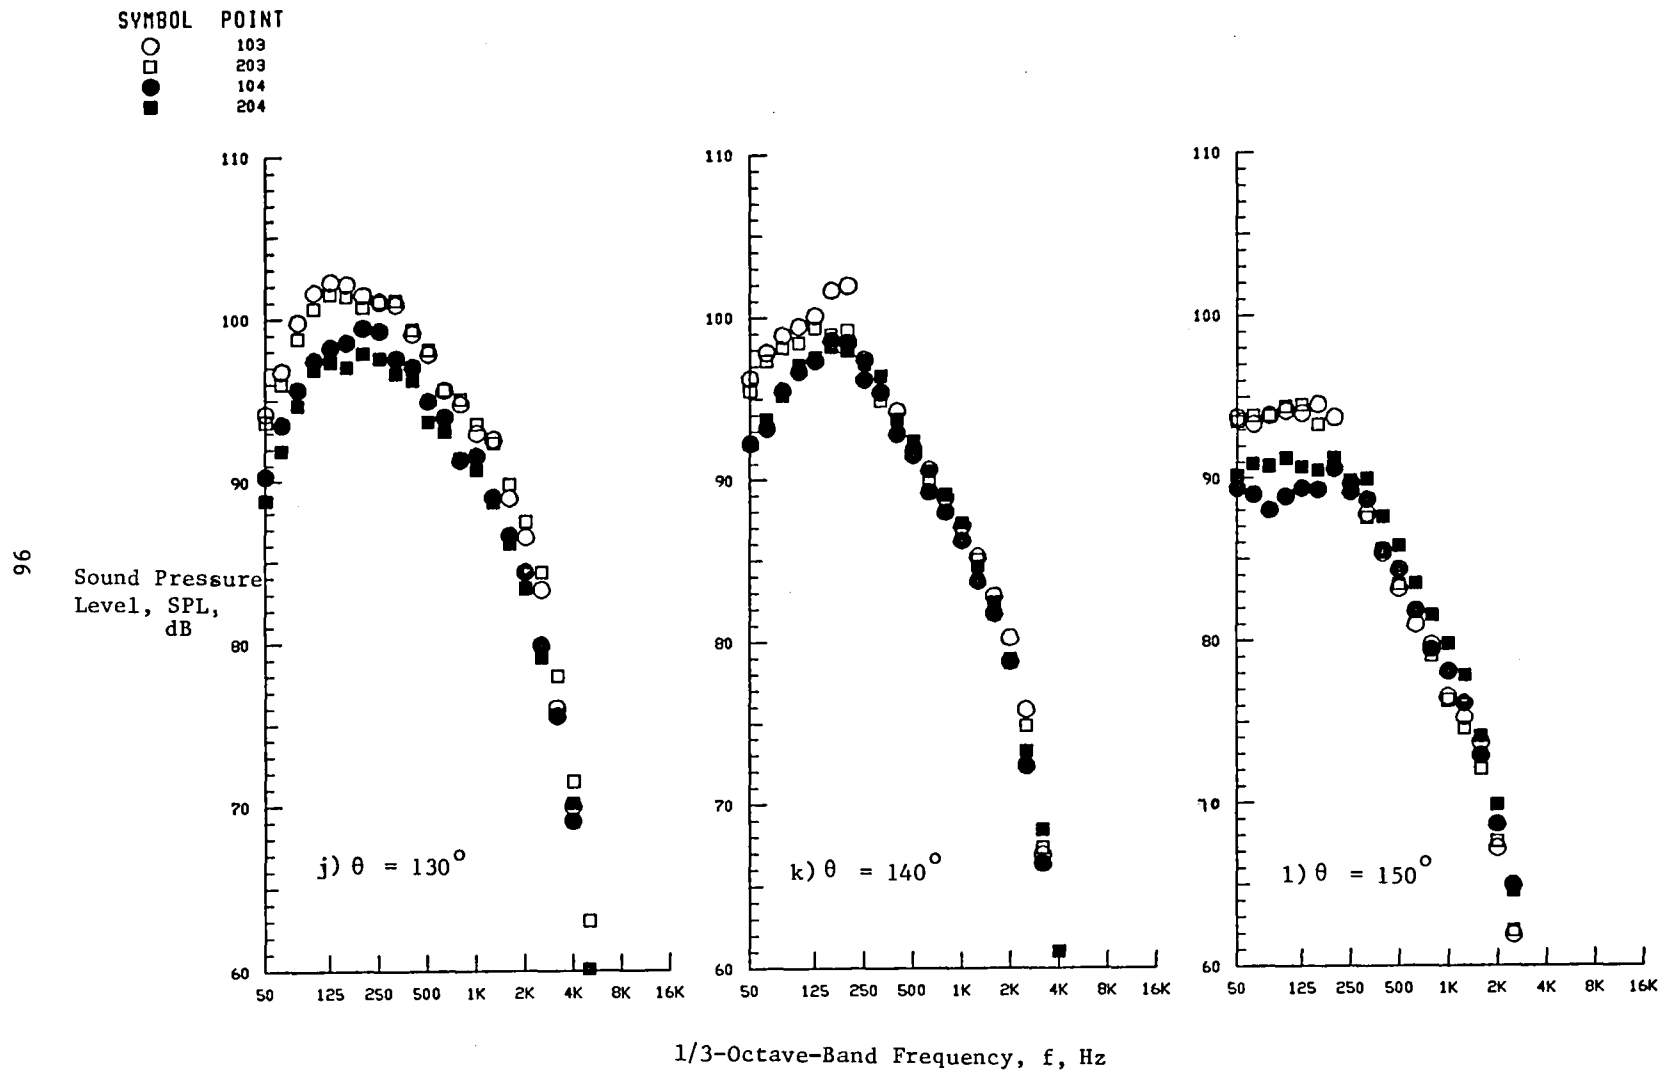 SYMBOL POINT
103
203
104
204
110
100
90
80
70
60
50 125 250 500 1K 2K 4K 8K 16K
j) θ = 130°
110
100
90
80
70
60
50 125 250 500 1K 2K 4K 8K 16K
k) θ = 140°
110
100
90
80
70
60
50 125 250 500 1K 2K 4K 8K 16K
l) θ = 150°
Sound Pressure
Level, SPL,
dB
1/3-Octave-Band Frequency, f, Hz
96